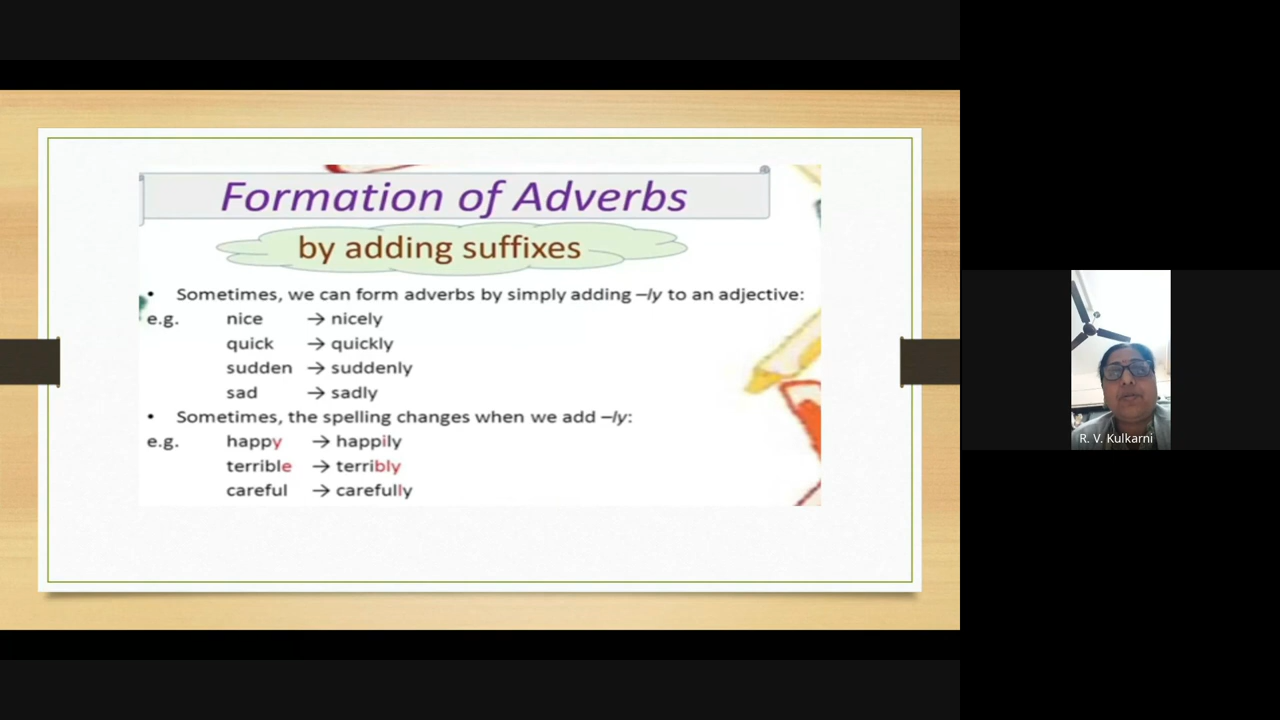 Formation of Adverbs
by adding suffixes
• Sometimes, we can form adverbs by simply adding –ly to an adjective:
e.g. nice → nicely
quick → quickly
sudden → suddenly
sad → sadly
• Sometimes, the spelling changes when we add –ly:
e.g. happy → happily
terrible → terribly
careful → carefully
R. V. Kulkarni